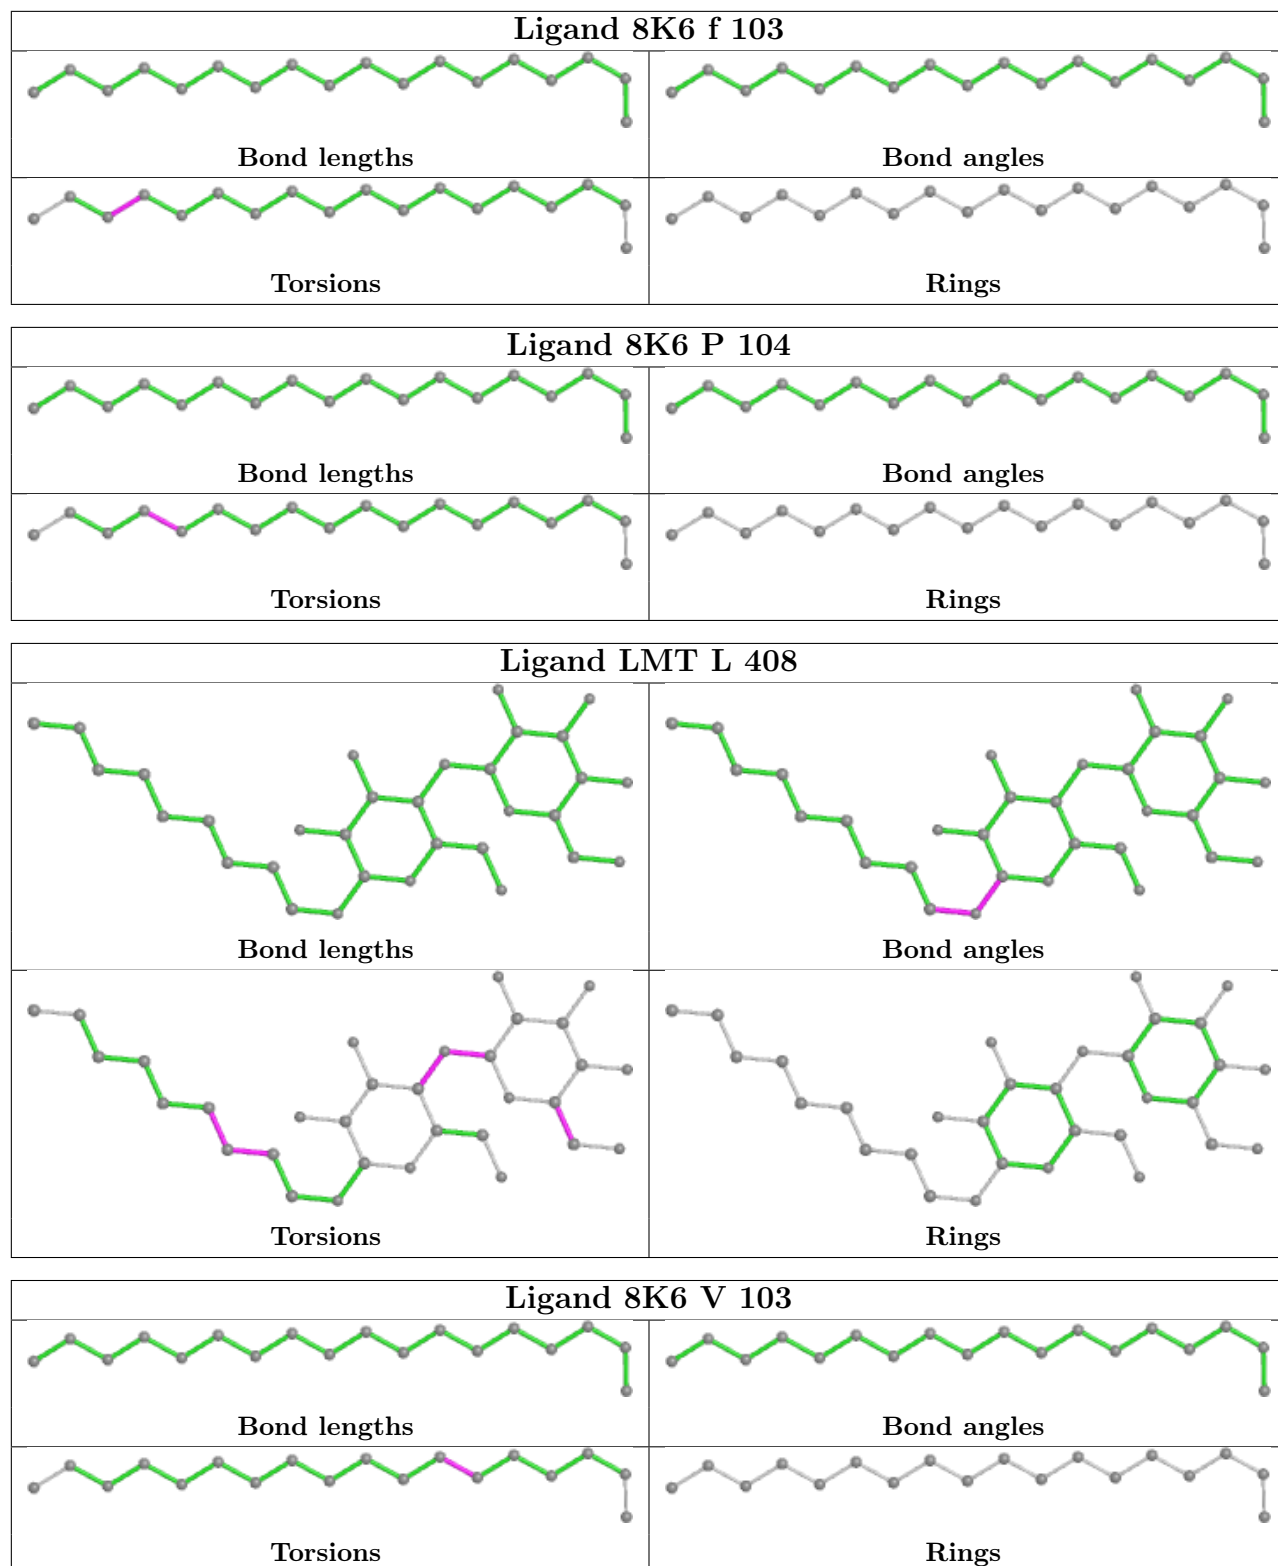 Ligand 8K6 f 103
Bond lengths
Bond angles
Torsions
Rings
Ligand 8K6 P 104
Bond lengths
Bond angles
Torsions
Rings
Ligand LMT L 408
Bond lengths
Bond angles
Torsions
Rings
Ligand 8K6 V 103
Bond lengths
Bond angles
Torsions
Rings